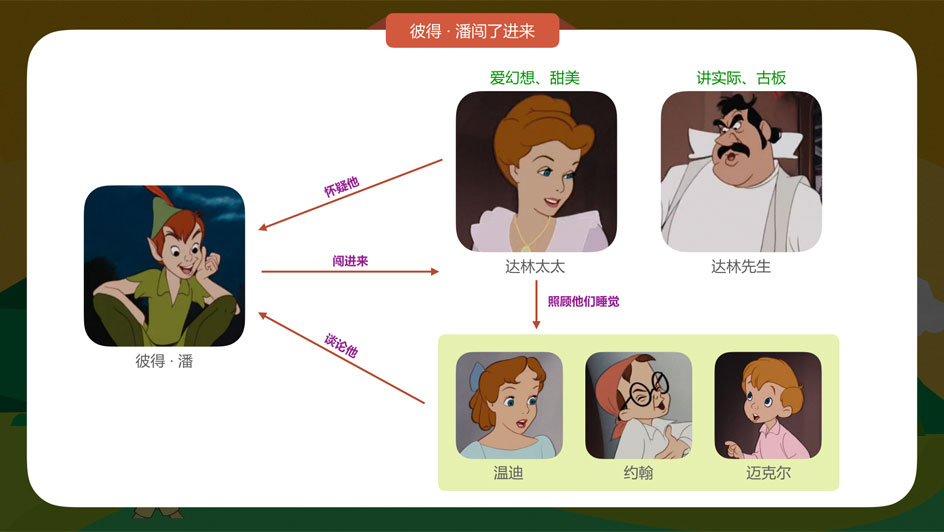 彼得 · 潘闯了进来
爱幻想、甜美
讲实际、古板
怀疑他
闯进来
达林太太
达林先生
照顾他们睡觉
谈论他
彼得 · 潘
温迪
约翰
迈克尔